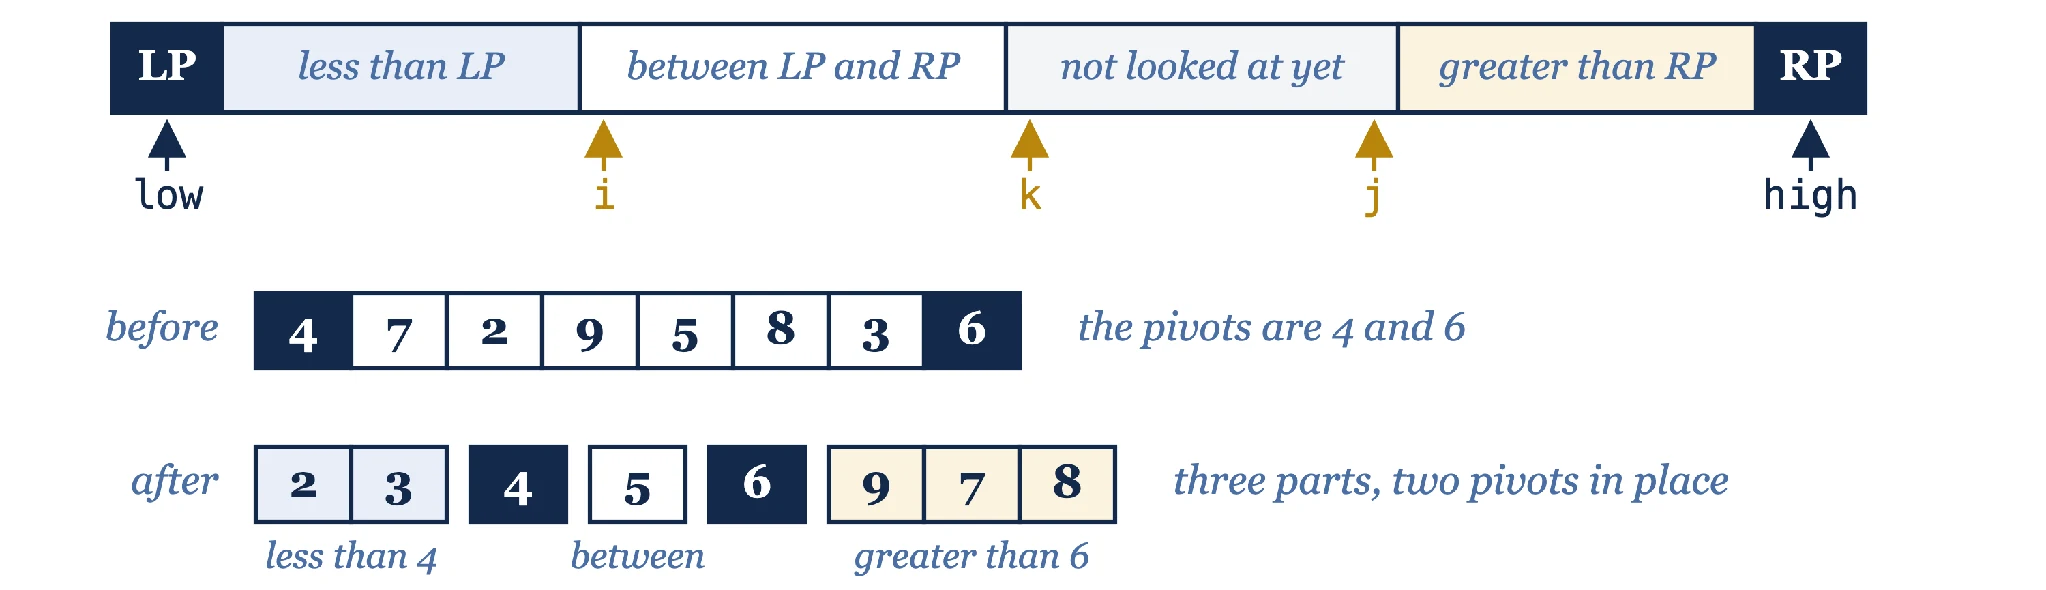 LP less than LP between LP and RP not looked at yet greater than RP RP
low i k j high
before 4 7 2 9 5 8 3 6 the pivots are 4 and 6
after 2 3 4 5 6 9 7 8 three parts, two pivots in place
less than 4 between greater than 6